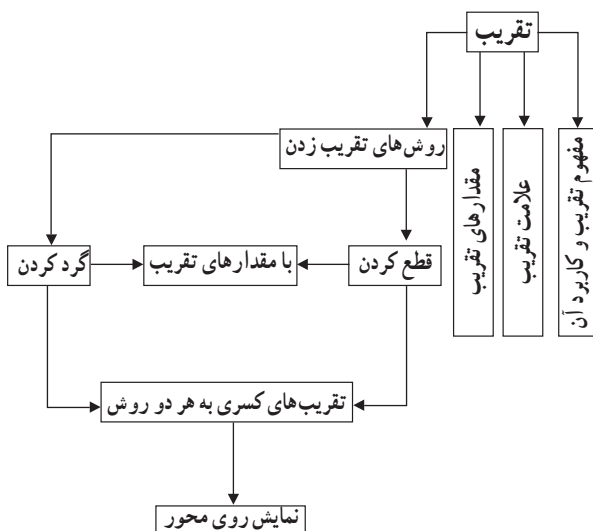 تقریب
مفهوم تقریب و کاربرد آن
علامت تقریب
مقدارهای تقریب
روش‌های تقریب زدن
قطع کردن
با مقدارهای تقریب
گرد کردن
تقریب‌های کسری به هر دو روش
نمایش روی محور